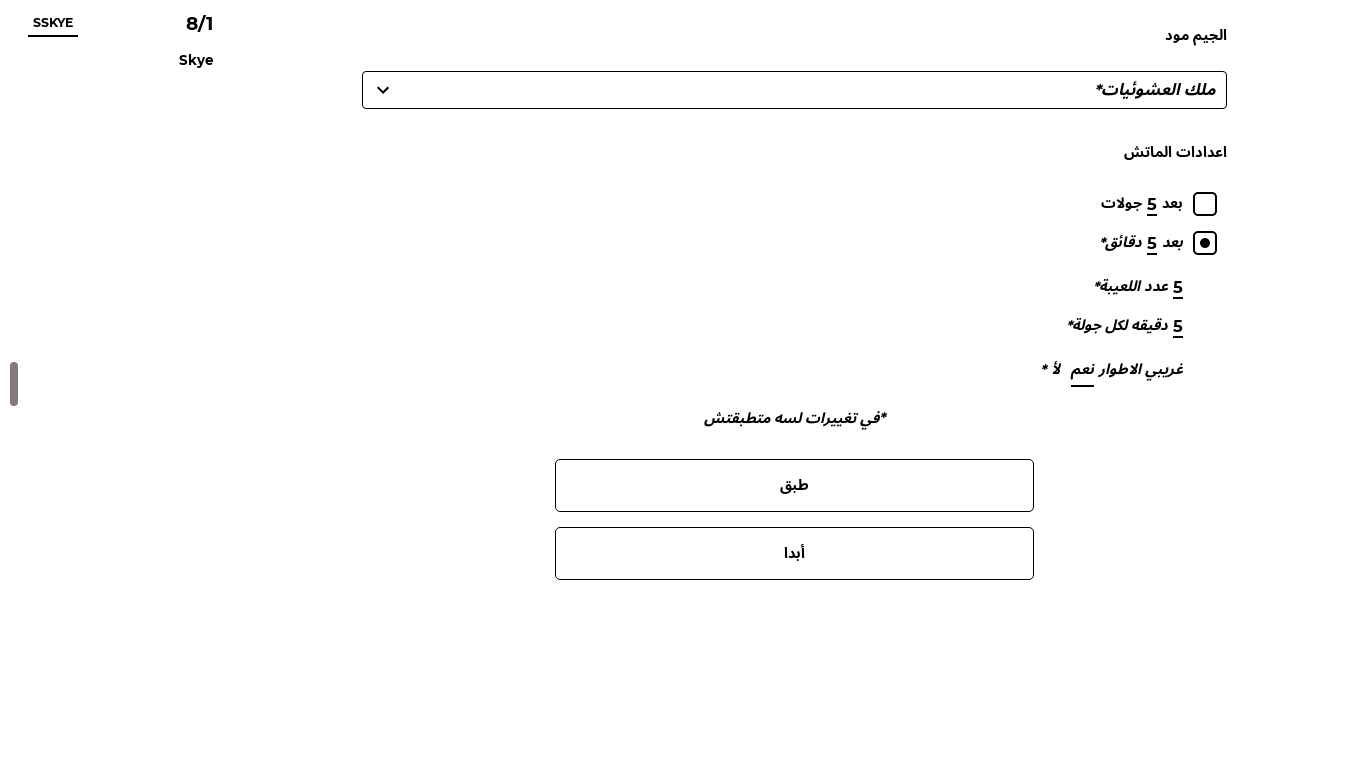 الجيم مود
ملك العشوئيات*
اعدادات الماتش
بعد 5 جولات
بعد 5 دقائق*
5 عدد اللعيبة*
5 دقيقه لكل جولة*
غريبي الاطوار نعم لأ *
*في تغييرات لسه متطبقتش
طبق
أبدا
8/1
Skye
SSKYE